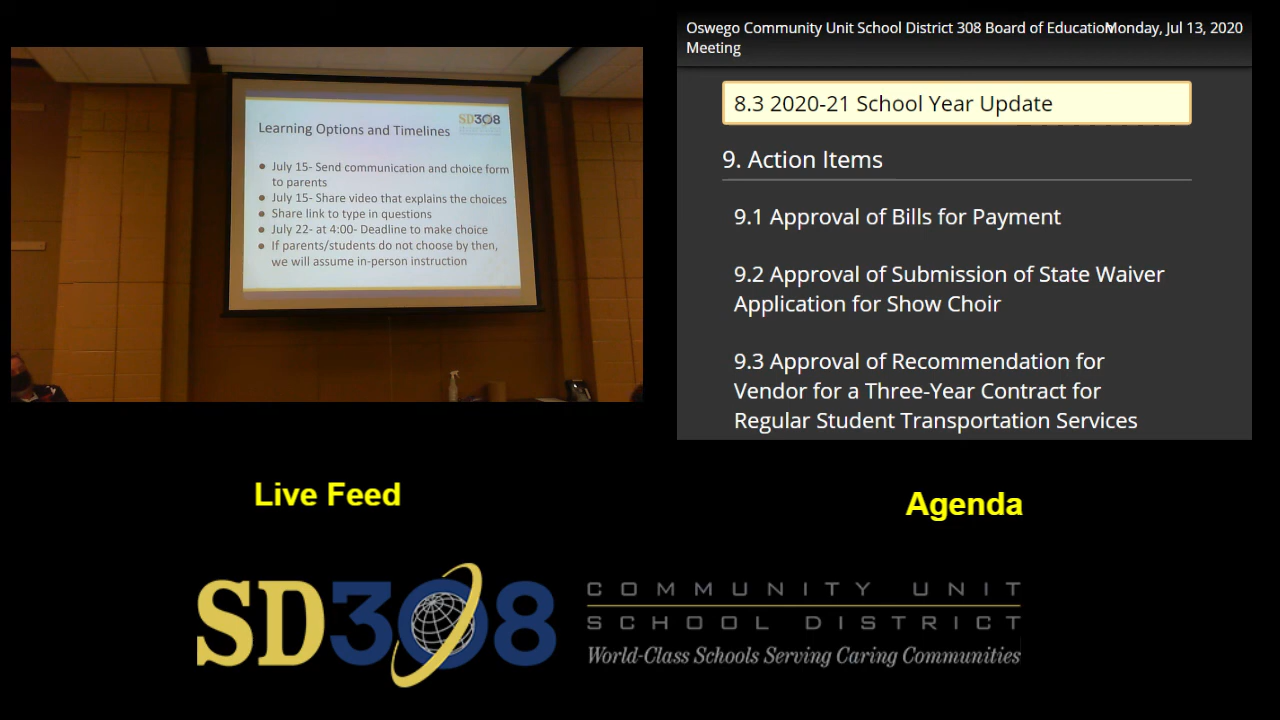 Learning Options and Timelines
SD308
July 15- Send communication and choice form
to parents
July 15- Share video that explains the choices
Share link to type in questions
July 22- at 4:00- Deadline to make choice
If parents/students do not choose by then,
we will assume in-person instruction
Oswego Community Unit School District 308 Board of Education
Meeting
Monday, Jul 13, 2020
8.3 2020-21 School Year Update
9. Action Items
9.1 Approval of Bills for Payment
9.2 Approval of Submission of State Waiver
Application for Show Choir
9.3 Approval of Recommendation for
Vendor for a Three-Year Contract for
Regular Student Transportation Services
Live Feed
Agenda
SD308
COMMUNITY UNIT
SCHOOL DISTRICT
World-Class Schools Serving Caring Communities